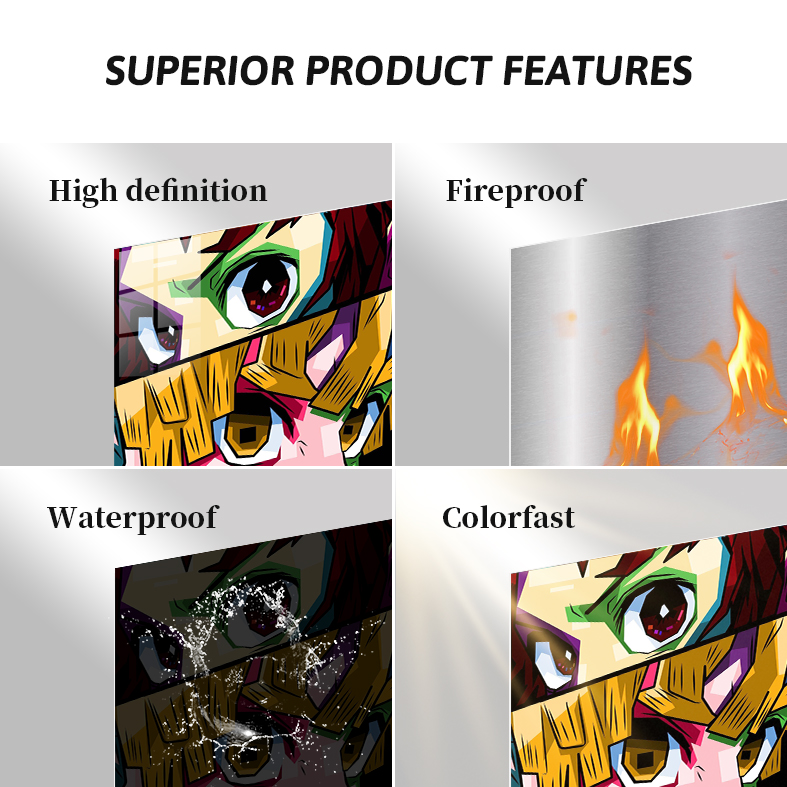 SUPERIOR PRODUCT FEATURES
High definition
Fireproof
Waterproof
Colorfast